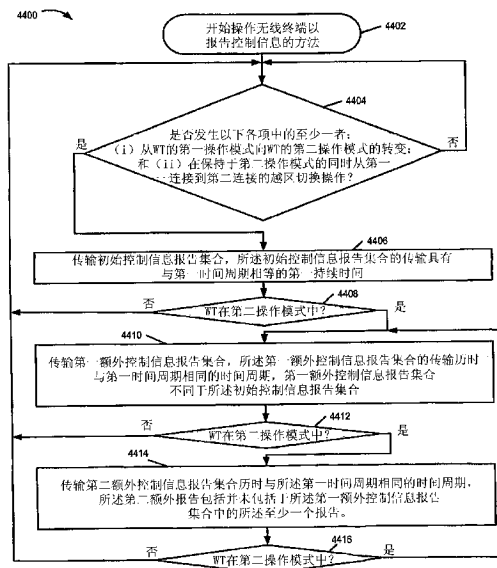 4400
开始操作无线终端以
报告控制信息的方法
4402
4404
是否发生以下各项中的至少一者：
（i）从WT的第一操作模式向WT的第二操作模式的转变；
和（ii）在保持于第二操作模式的同时从第一
连接到第二连接的越区切换操作？
是
否
4406
传输初始控制信息报告集合，所述初始控制信息报告集合的传输具有
与第一时间周期相等的第一持续时间
4408
否
WT在第二操作模式中？
是
4410
传输第一额外控制信息报告集合，所述第一额外控制信息报告集合的传输历时
与第一时间周期相同的时间周期，第一额外控制信息报告集合
不同于所述初始控制信息报告集合
4412
否
WT在第二操作模式中？
是
4414
传输第二额外控制信息报告集合历时与所述第一时间周期相同的时间周期，
所述第二额外报告包括并未包括于所述第一额外控制信息报告
集合中的所述至少一个报告。
4416
否
WT在第二操作模式中？
是